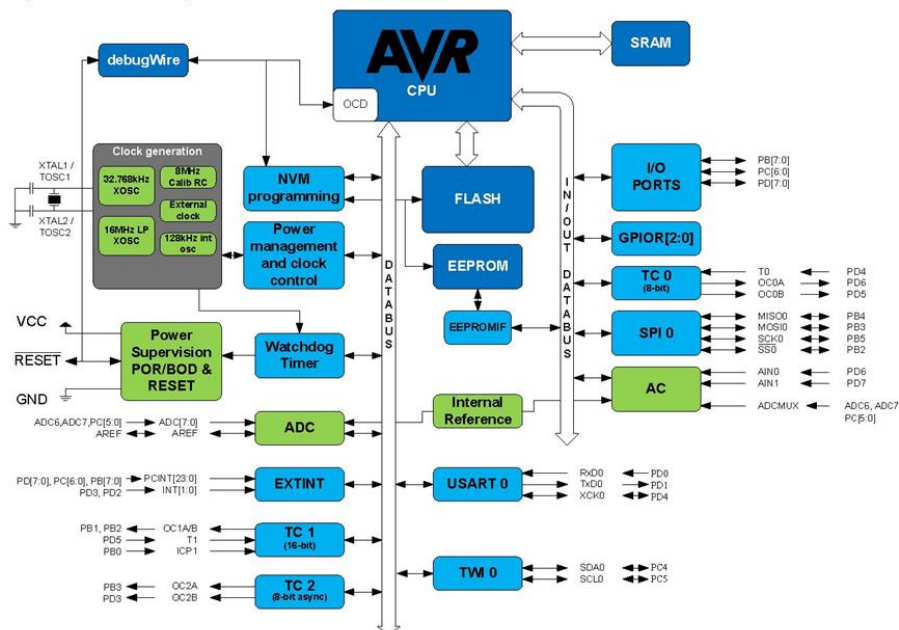 AVR
CPU
OCD
SRAM
debugWire
Clock generation
XTAL1 /
TOSC1
32.768kHz
XOSC
8MHz
Calib RC
External
clock
16MHz LP
XOSC
128kHz int
osc
XTAL2 /
TOSC2
NVM
programming
FLASH
Power
management
and clock
control
EEPROM
EEPROMIF
DATABUS
IN/OUT DATABUS
I/O
PORTS
PB[7:0]
PC[6:0]
PD[7:0]
GPIOR[2:0]
TC 0
(8-bit)
T0 PD4
OC0A PD6
OC0B PD5
SPI 0
MISO0 PB4
MOSI0 PB3
SCK0 PB5
SS0 PB2
AC
AIN0 PD6
AIN1 PD7
ADCMUX ADC6, ADC7
PC[5:0]
VCC
RESET
GND
Power
Supervision
POR/BOD &
RESET
Watchdog
Timer
Internal
Reference
ADC6,ADC7,PC[5:0] ADC[7:0]
AREF AREF
ADC
PD[7:0], PC[6:0], PB[7:0] PCINT[23:0]
PD3, PD2 INT[1:0]
EXTINT
USART 0
RxD0 PD0
TxD0 PD1
XCK0 PD4
PB1, PB2 OC1A/B
PD5 T1
PB0 ICP1
TC 1
(16-bit)
PB3 OC2A
PD3 OC2B
TC 2
(8-bit async)
TWI 0
SDA0 PC4
SCL0 PC5